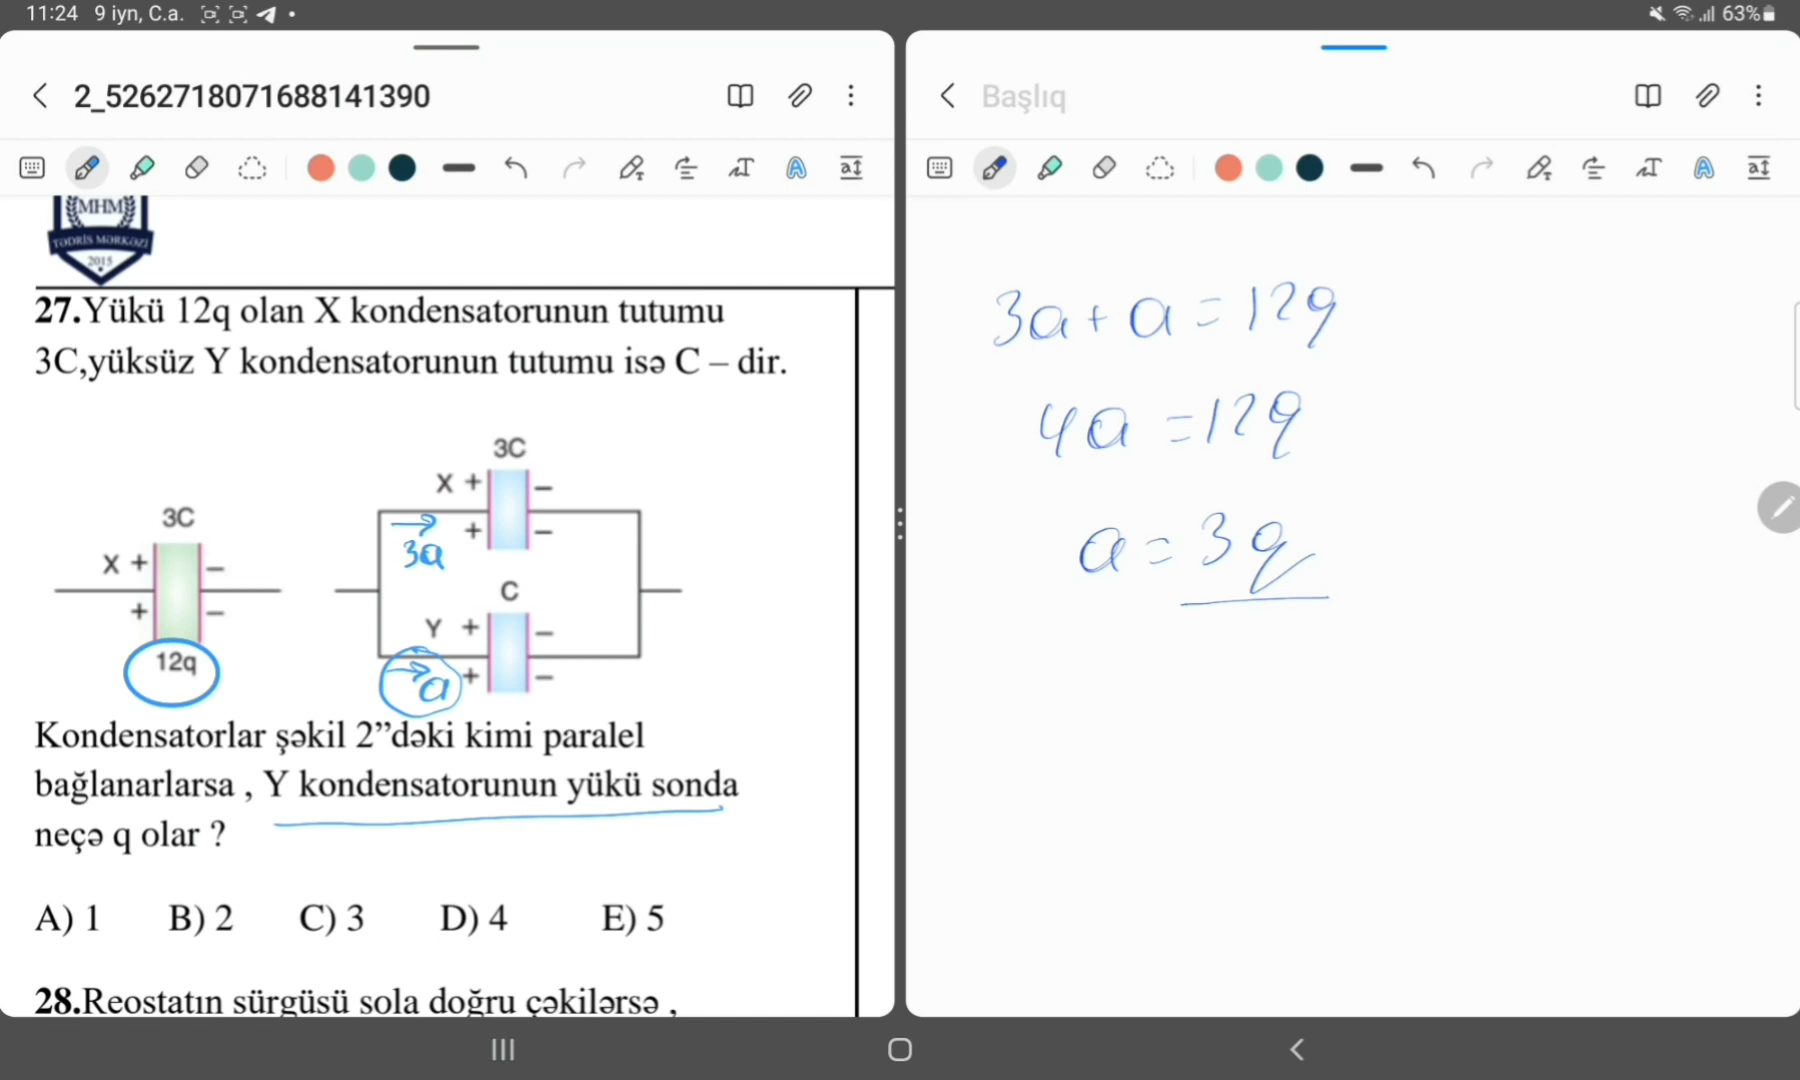 11:24 9 iyn, C.a.
63%
2_5262718071688141390
Başlıq
MHM
TƏDRİS MƏRKƏZİ
2015
27.Yükü 12q olan X kondensatorunun tutumu
3C,yüksüz Y kondensatorunun tutumu isə C – dir.
3C
X + –
+ –
12q
3C
X + –
+ –
3a
C
Y + –
+ –
a
Kondensatorlar şəkil 2”dəki kimi paralel
bağlanarlarsa , Y kondensatorunun yükü sonda
neçə q olar ?
A) 1 B) 2 C) 3 D) 4 E) 5
28.Reostatın sürgüsü sola doğru çəkilərsə ,
3a + a = 12q
4a = 12q
a = 3q